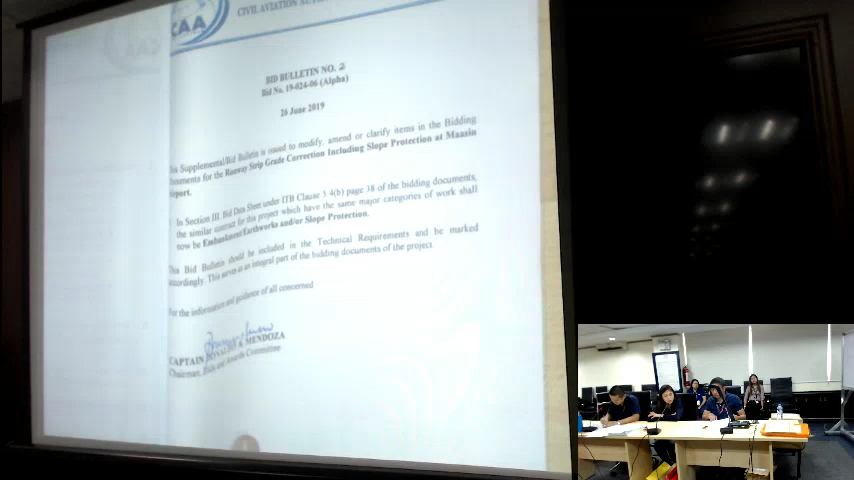 CAA
CIVIL AVIATION
BID BULLETIN NO. 2
Bid No. 19-024-06 (Alpha)
26 June 2019
Supplemental/Bid Bulletin is issued to modify, amend or clarify items in the Bidding
for the Runway Strip Grade Correction Including Slope Protection at Maasin
In Section III. Bid Data Sheet under ITB Clause 5.4(b) page 38 of the bidding documents,
the similar contract for this project which have the same major categories of work shall
now be Embankment/Earthworks and/or Slope Protection.
This Bid Bulletin should be included in the Technical Requirements and be marked
accordingly. This serves as an integral part of the bidding documents of the project.
For the information and guidance of all concerned
CAPTAIN MENDOZA
Chairman, Bids and Awards Committee